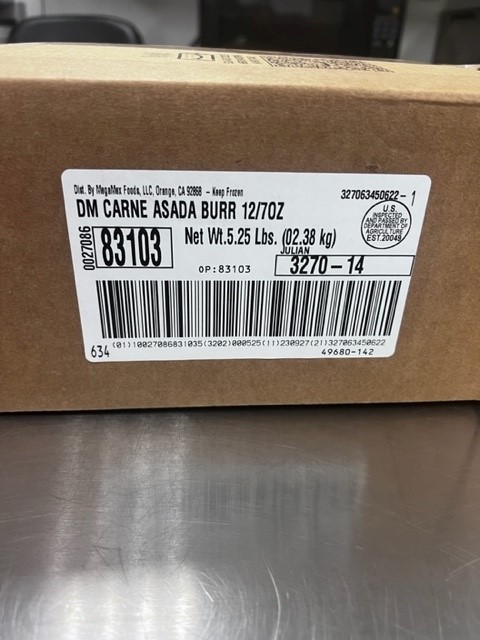 Dist. By MegaMex Foods, LLC, Orange, CA 92868 - Keep Frozen
327063450622-1
DM CARNE ASADA BURR 12/7OZ
U.S.
INSPECTED
AND PASSED BY
DEPARTMENT OF
AGRICULTURE
EST.20049
0027086
83103
Net Wt.5.25 Lbs. (02.38 kg)
JULIAN
OP:83103
3270-14
(01)10027086831035(3202)000525(11)230927(21)327063450622
634
49680-142